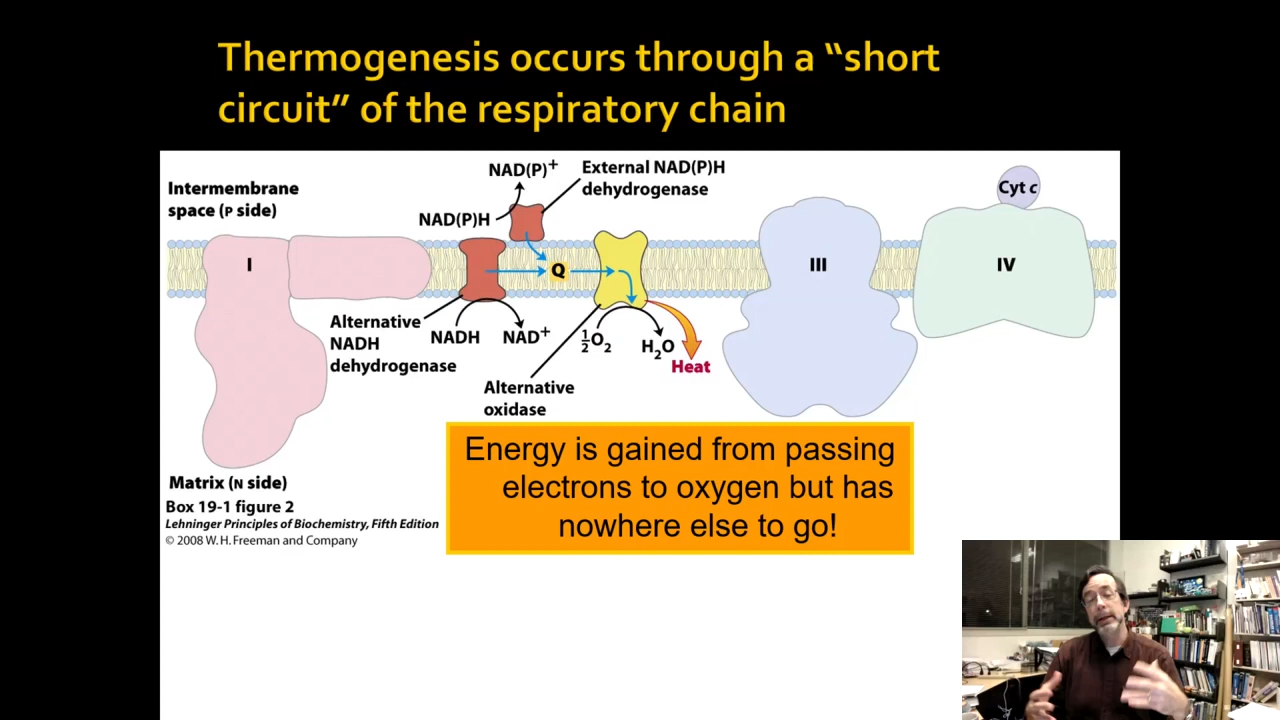 Thermogenesis occurs through a “short
circuit” of the respiratory chain
Intermembrane
space (P side)
NAD(P)+
External NAD(P)H
dehydrogenase
NAD(P)H
Cyt c
I
Q
III
IV
Alternative
NADH
dehydrogenase
NADH
NAD+
½O₂
H₂O
Heat
Alternative
oxidase
Energy is gained from passing
electrons to oxygen but has
nowhere else to go!
Matrix (N side)
Box 19-1 figure 2
Lehninger Principles of Biochemistry, Fifth Edition
© 2008 W. H. Freeman and Company